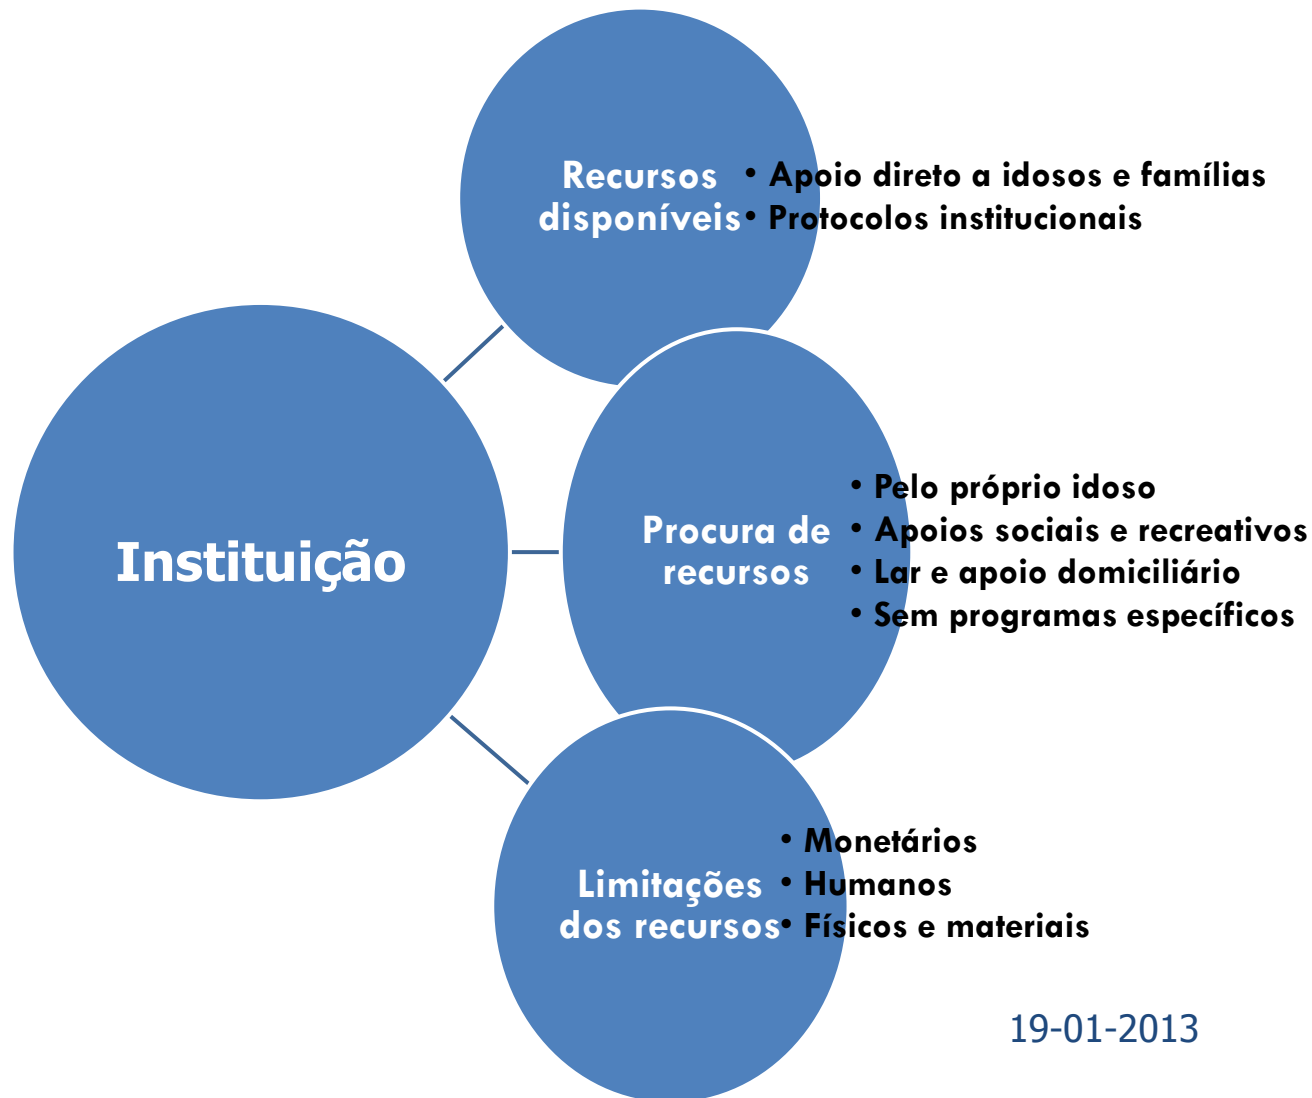 Instituição
Recursos
disponíveis
• Apoio direto a idosos e famílias
• Protocolos institucionais
Procura de
recursos
• Pelo próprio idoso
• Apoios sociais e recreativos
• Lar e apoio domiciliário
• Sem programas específicos
Limitações
dos recursos
• Monetários
• Humanos
• Físicos e materiais
19-01-2013